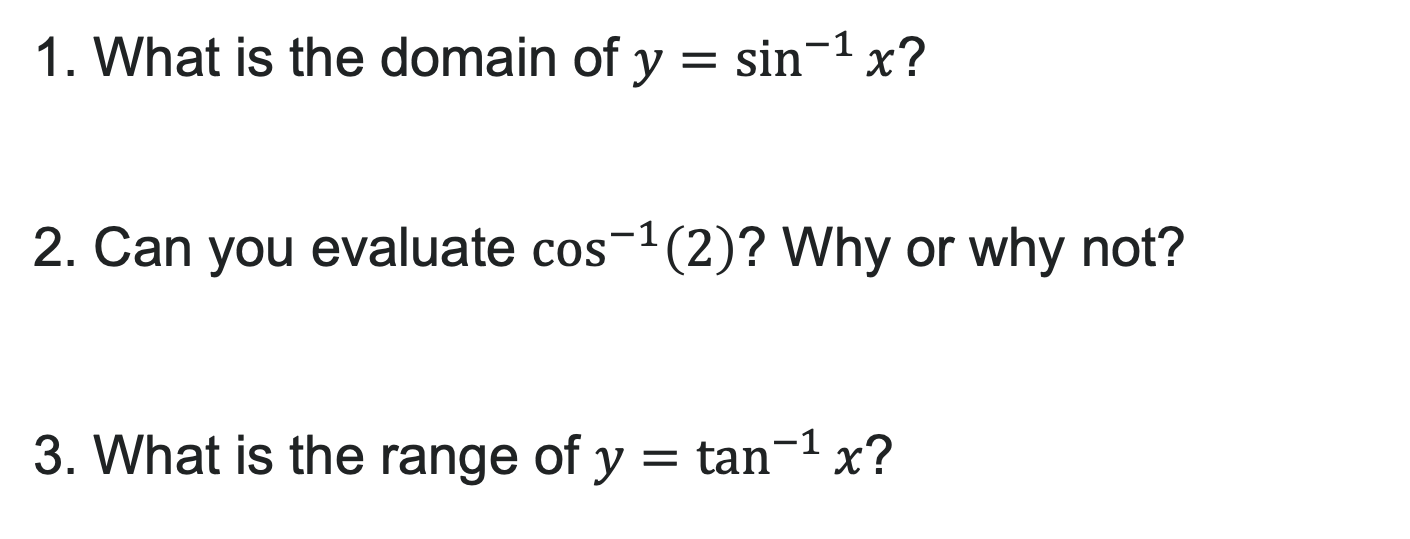 1. What is the domain of y = sin⁻¹ x?
2. Can you evaluate cos⁻¹(2)? Why or why not?
3. What is the range of y = tan⁻¹ x?